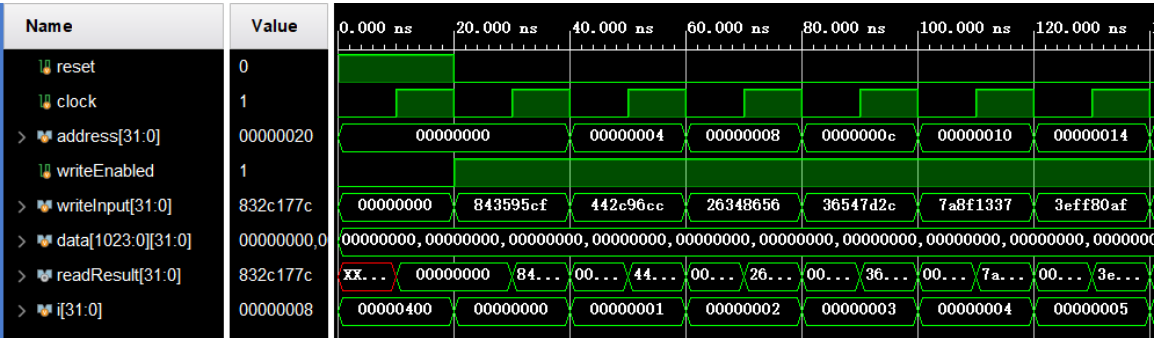 Name Value 0.000 ns 20.000 ns 40.000 ns 60.000 ns 80.000 ns 100.000 ns 120.000 ns
reset 0
clock 1
address[31:0] 00000020 00000000 00000004 00000008 0000000c 00000010 00000014
writeEnabled 1
writeInput[31:0] 832c177c 00000000 843595cf 442c96cc 26348656 36547d2c 7a8f1337 3eff80af
data[1023:0][31:0] 00000000,0 00000000,00000000,00000000,00000000,00000000,00000000,00000000,00000000,00000000,0000000
readResult[31:0] 832c177c XX... 00000000 84... 00... 44... 00... 26... 00... 36... 00... 7a... 00... 3e...
i[31:0] 00000008 00000400 00000000 00000001 00000002 00000003 00000004 00000005